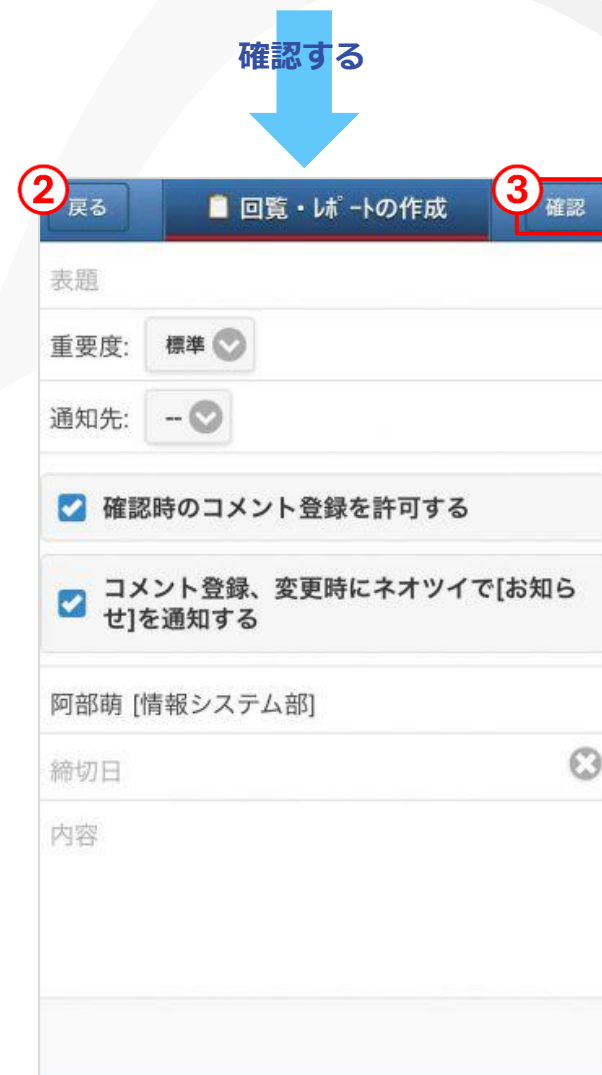 確認する
② 戻る 回覧・ﾚﾎﾟｰﾄの作成 ③ 確認
表題
重要度: 標準
通知先: --
確認時のコメント登録を許可する
コメント登録、変更時にネオツイで[お知ら
せ]を通知する
阿部萌 [情報システム部]
締切日
内容